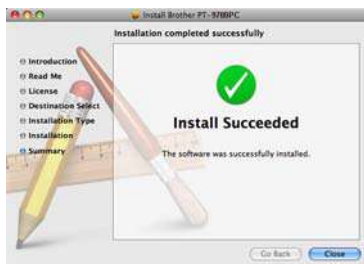 Install Brother PT-9700PC
Installation completed successfully
Introduction
Read Me
License
Destination Select
Installation Type
Installation
Summary
Install Succeeded
The software was successfully installed.
Go Back
Close